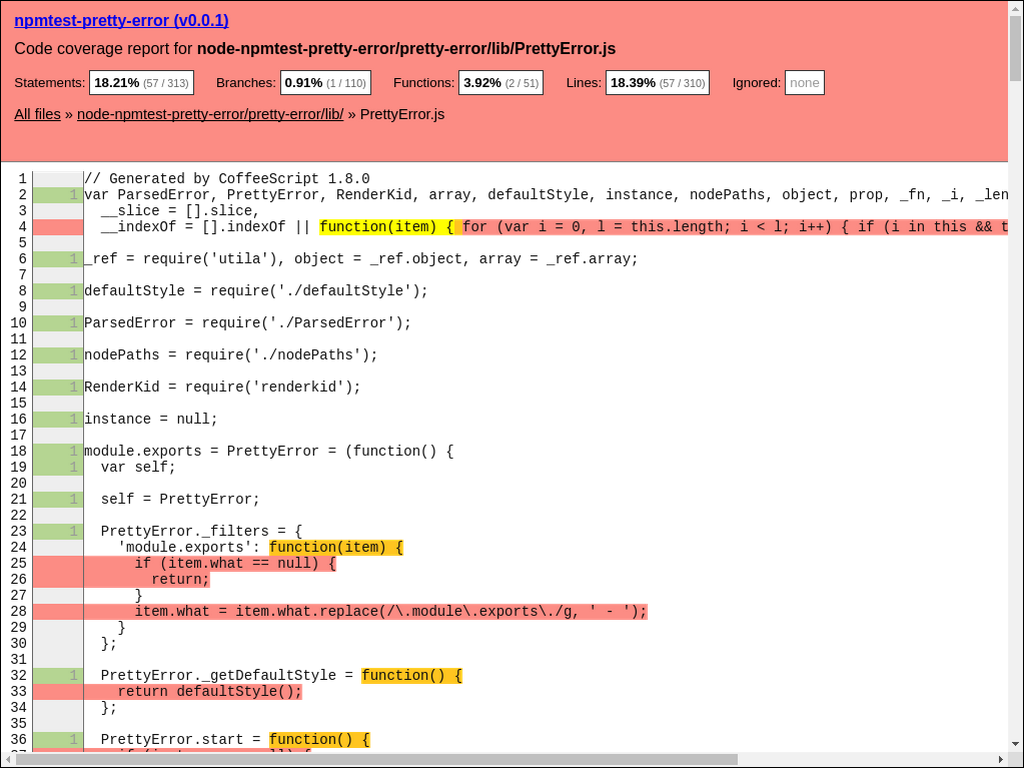 npmtest-pretty-error (v0.0.1)
Code coverage report for node-npmtest-pretty-error/pretty-error/lib/PrettyError.js
Statements: 18.21% (57 / 313) Branches: 0.91% (1 / 110) Functions: 3.92% (2 / 51) Lines: 18.39% (57 / 310) Ignored: none
All files » node-npmtest-pretty-error/pretty-error/lib/ » PrettyError.js
1 // Generated by CoffeeScript 1.8.0
2 1 var ParsedError, PrettyError, RenderKid, array, defaultStyle, instance, nodePaths, object, prop, _fn, _i, _len
3 __slice = [].slice,
4 __indexOf = [].indexOf || function(item) { for (var i = 0, l = this.length; i < l; i++) { if (i in this && t
5
6 1 _ref = require('utila'), object = _ref.object, array = _ref.array;
7
8 1 defaultStyle = require('./defaultStyle');
9
10 1 ParsedError = require('./ParsedError');
11
12 1 nodePaths = require('./nodePaths');
13
14 1 RenderKid = require('renderkid');
15
16 1 instance = null;
17
18 1 module.exports = PrettyError = (function() {
19 1 var self;
20
21 1 self = PrettyError;
22
23 1 PrettyError._filters = {
24 'module.exports': function(item) {
25 if (item.what == null) {
26 return;
27 }
28 item.what = item.what.replace(/\.module\.exports\./g, ' - ');
29 }
30 };
31
32 1 PrettyError._getDefaultStyle = function() {
33 return defaultStyle();
34 };
35
36 1 PrettyError.start = function() {